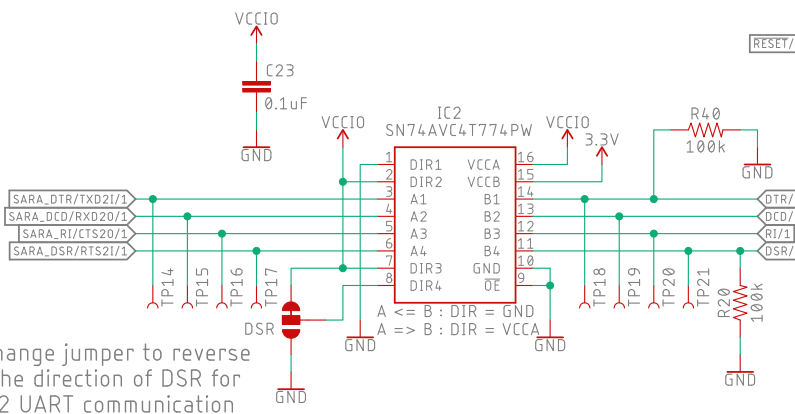 VCCIO
RESET/
C23
0.1uF
GND
IC2
SN74AVC4T774PW
VCCIO
VCCIO
3.3V
R40
100k
GND
1 DIR1 VCCA 16
2 DIR2 VCCB 15
SARA_DTR/TXD2I/1 3 A1 B1 14 DTR/
SARA_DCD/RXD2O/1 4 A2 B2 13 DCD/
SARA_RI/CTS2O/1 5 A3 B3 12 RI/1
SARA_DSR/RTS2I/1 6 A4 B4 11 DSR/
7 DIR3 GND 10
8 DIR4 OE 9
TP14 TP15 TP16 TP17 TP18 TP19 TP20 TP21
R20
100k
DSR
A <= B : DIR = GND
A => B : DIR = VCCA
GND
GND
GND
GND
hange jumper to reverse
he direction of DSR for
2 UART communication